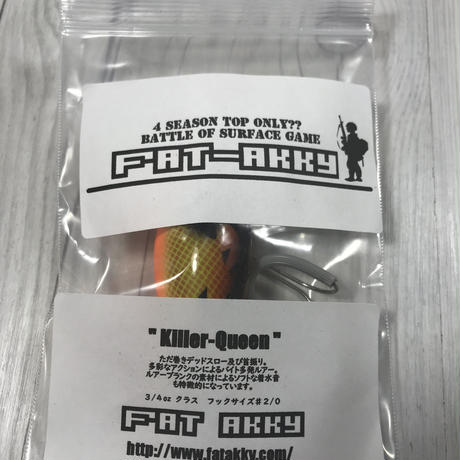 4 SEASON TOP ONLY??
BATTLE OF SURFACE GAME
FAT-AKKY
" Killer-Queen "
ただ巻きデッドスロー及び首振り。
多彩なアクションによるバイト多発ルアー。
ルアーブランクの素材によるソフトな着水音
も特徴的になっています。
3/4oz クラス フックサイズ#2/0
FAT AKKY
http://www.fatakky.com/